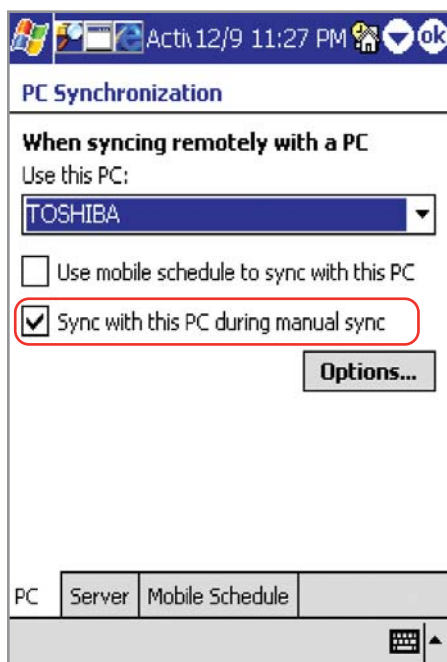 Acti 12/9 11:27 PM ok
PC Synchronization
When syncing remotely with a PC
Use this PC:
TOSHIBA
Use mobile schedule to sync with this PC
Sync with this PC during manual sync
Options...
PC Server Mobile Schedule